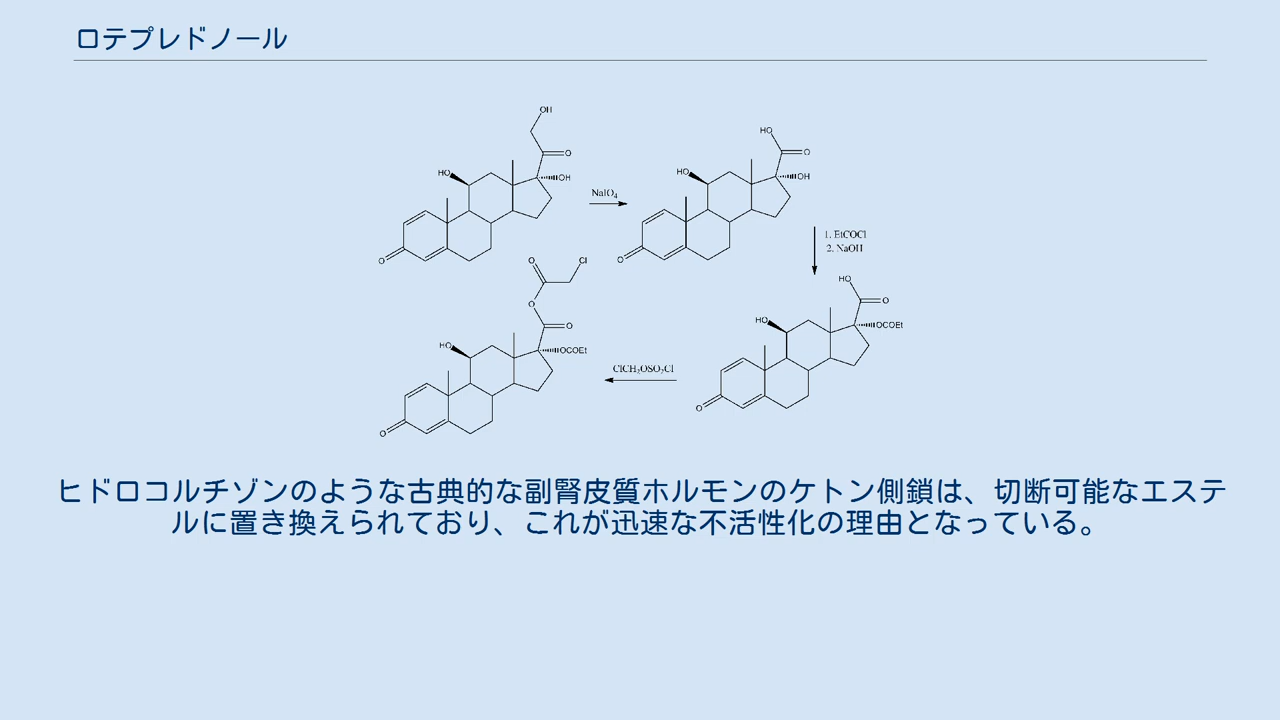 ロテプレドノール
OH
O
HO
OH
O
NaIO4
HO
O
HO
OH
O
1. EtCOCl
2. NaOH
HO
O
HO
OCOEt
O
ClCH2OSO2Cl
O
Cl
O
O
HO
OCOEt
O
ヒドロコルチゾンのような古典的な副腎皮質ホルモンのケトン側鎖は、切断可能なエステ
ルに置き換えられており、これが迅速な不活性化の理由となっている。